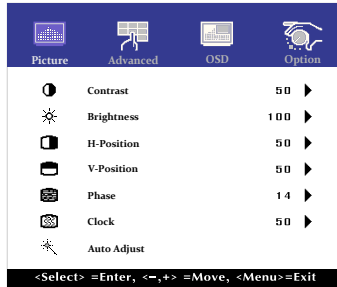 Picture Advanced OSD Option
Contrast 50
Brightness 100
H-Position 50
V-Position 50
Phase 14
Clock 50
Auto Adjust
<Select> =Enter, <−,+> =Move, <Menu>=Exit